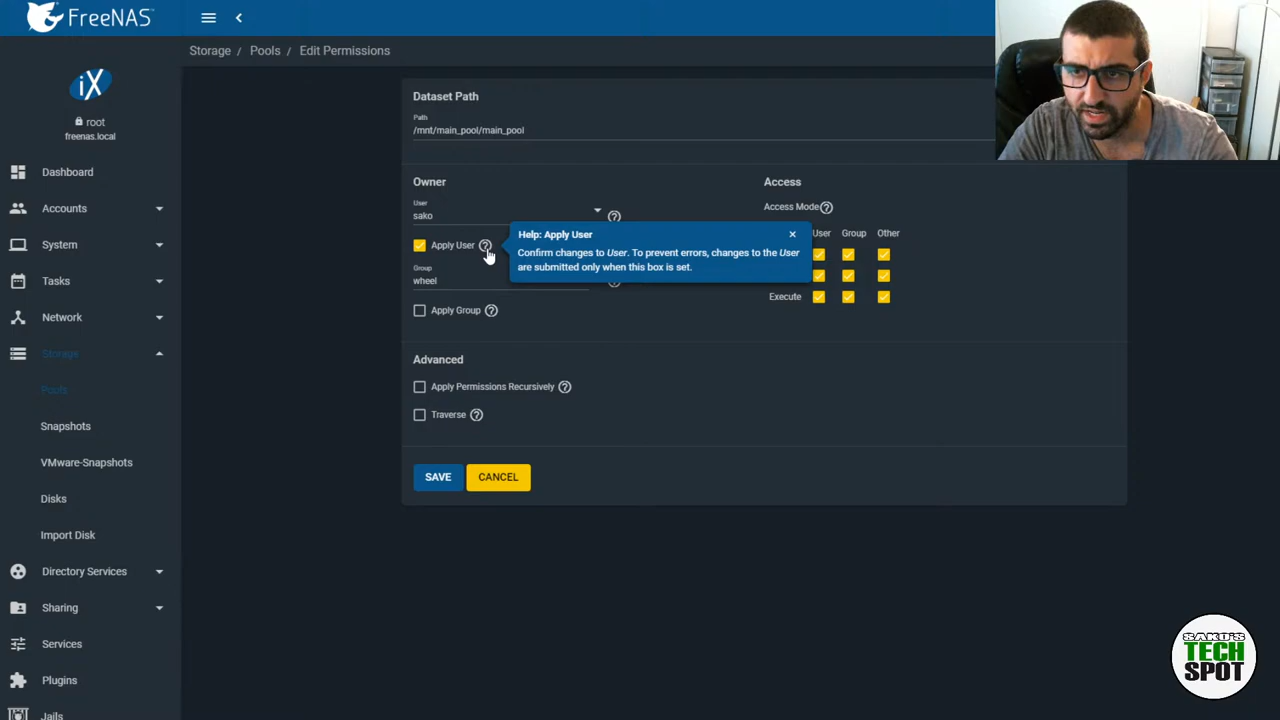 FreeNAS
Storage / Pools / Edit Permissions
iX
root
freenas.local
Dashboard
Accounts
System
Tasks
Network
Storage
Pools
Snapshots
VMware-Snapshots
Disks
Import Disk
Directory Services
Sharing
Services
Plugins
Jails
Dataset Path
Path
/mnt/main_pool/main_pool
Owner
User
sako
Apply User
Help: Apply User
Confirm changes to User. To prevent errors, changes to the User
are submitted only when this box is set.
Group
wheel
Apply Group
Access
Access Mode
User Group Other
Execute
Advanced
Apply Permissions Recursively
Traverse
SAVE CANCEL
SAKO'S
TECH
SPOT